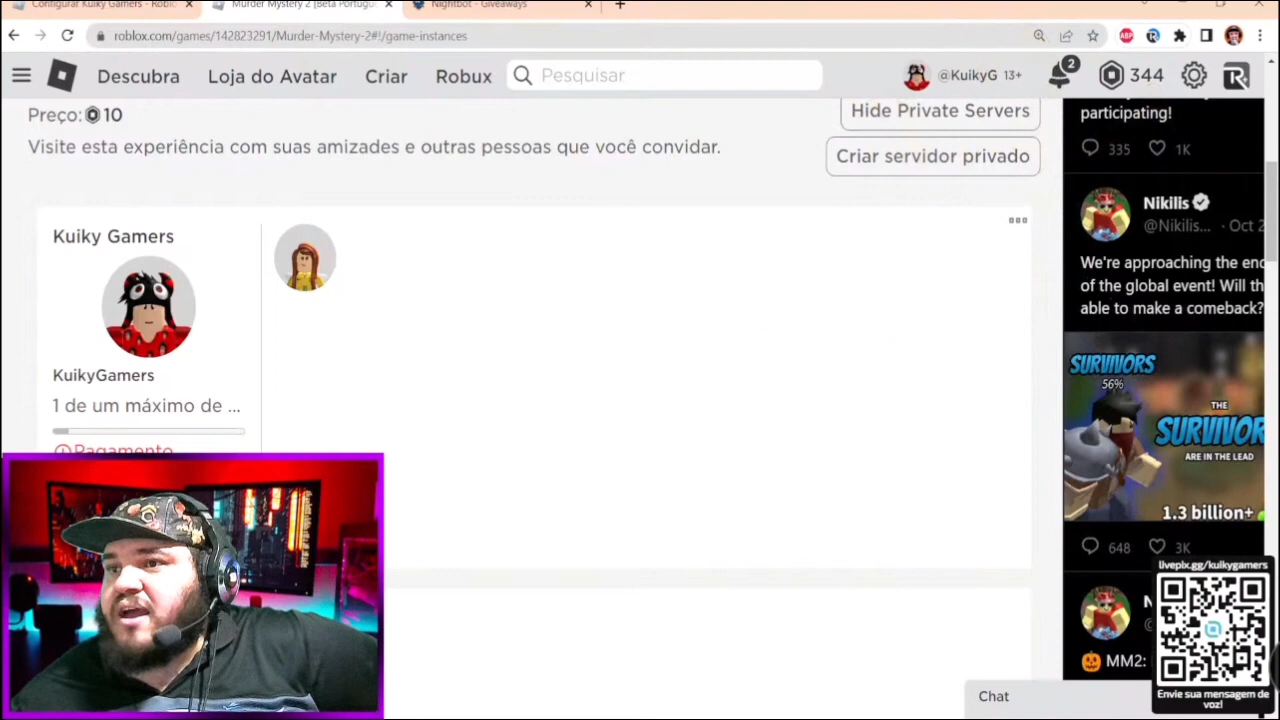 Configurar Kuiky Gamers - Roblo
Murder Mystery 2 [Beta Portugu
Nightbot - Giveaways
roblox.com/games/142823291/Murder-Mystery-2#!/game-instances
ABP
Descubra
Loja do Avatar
Criar
Robux
Pesquisar
@KuikyG 13+
2
344
Preço: 10
Hide Private Servers
Visite esta experiência com suas amizades e outras pessoas que você convidar.
Criar servidor privado
Kuiky Gamers
KuikyGamers
1 de um máximo de ...
Pagamento
participating!
335 1K
Nikilis
@Nikilis... · Oct 2
We're approaching the end
of the global event! Will th
able to make a comeback?
SURVIVORS
56%
THE
SURVIVOR
ARE IN THE LEAD
1.3 billion+
648 3K
N
MM2:
livepix.gg/kuikygamers
Envie sua mensagem de
voz!
Chat